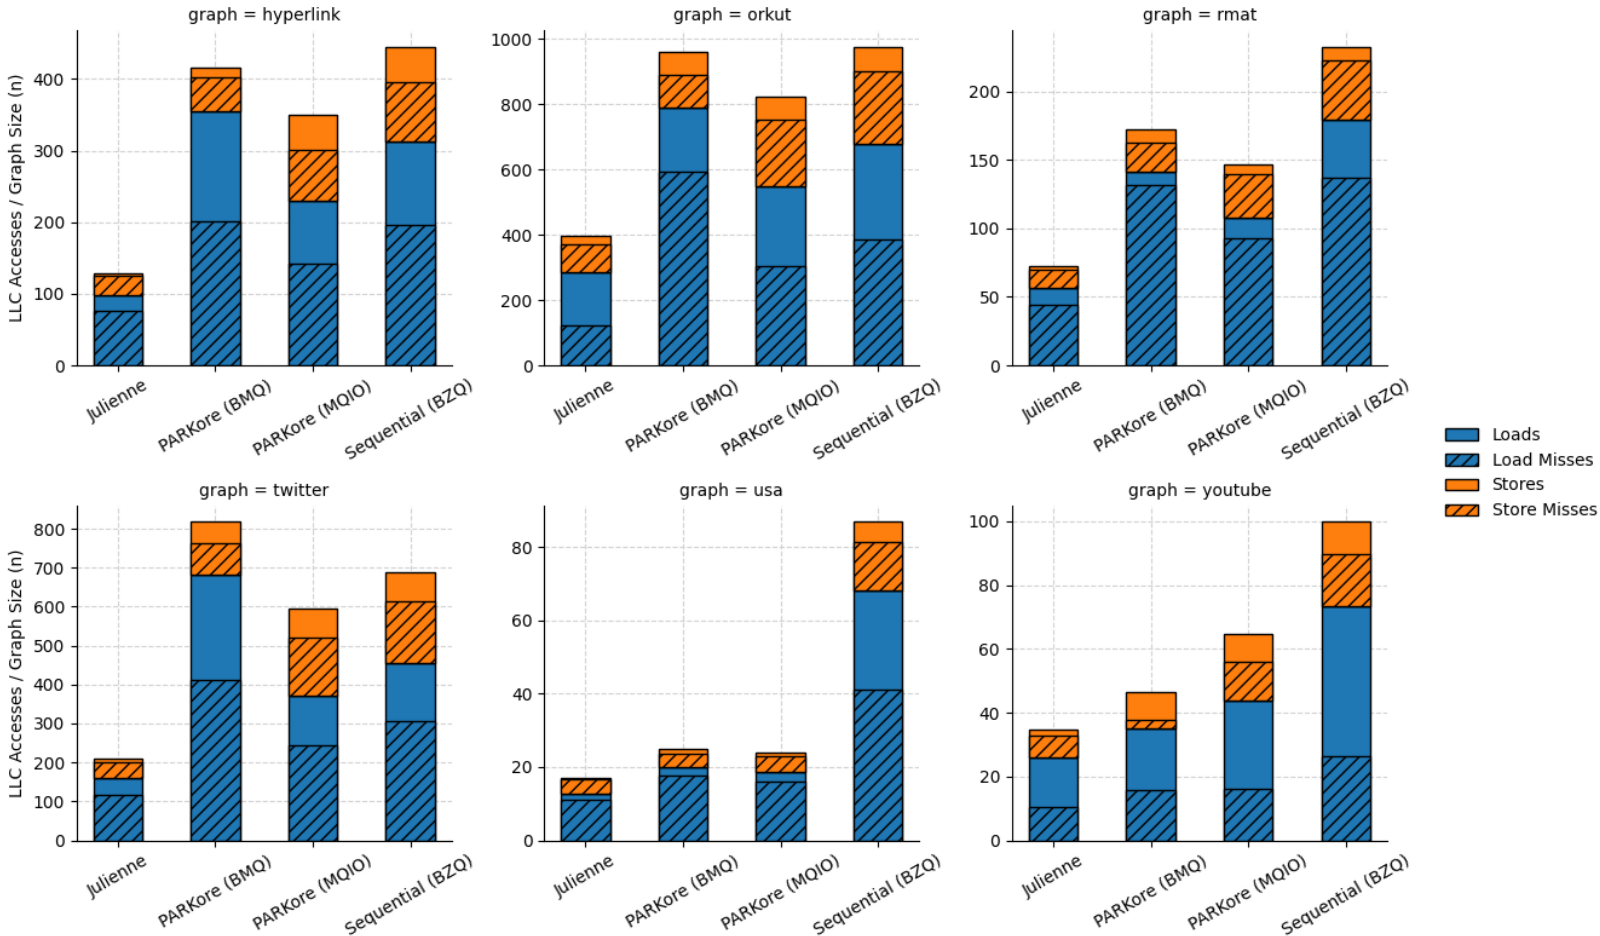 graph = hyperlink
LLC Accesses / Graph Size (n)
400
300
200
100
0
Julienne
PARKore (BMQ)
PARKore (MQIO)
Sequential (BZQ)
graph = orkut
1000
800
600
400
200
0
Julienne
PARKore (BMQ)
PARKore (MQIO)
Sequential (BZQ)
graph = rmat
200
150
100
50
0
Julienne
PARKore (BMQ)
PARKore (MQIO)
Sequential (BZQ)
Loads
Load Misses
Stores
Store Misses
graph = twitter
LLC Accesses / Graph Size (n)
800
700
600
500
400
300
200
100
0
Julienne
PARKore (BMQ)
PARKore (MQIO)
Sequential (BZQ)
graph = usa
80
60
40
20
0
Julienne
PARKore (BMQ)
PARKore (MQIO)
Sequential (BZQ)
graph = youtube
100
80
60
40
20
0
Julienne
PARKore (BMQ)
PARKore (MQIO)
Sequential (BZQ)